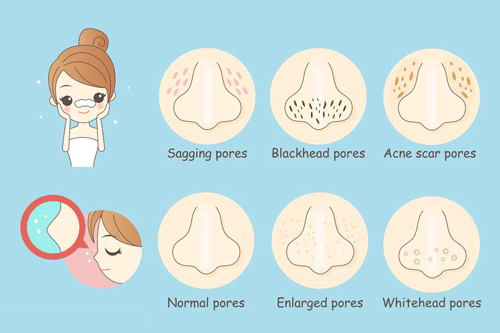 Sagging pores
Blackhead pores
Acne scar pores
Normal pores
Enlarged pores
Whitehead pores